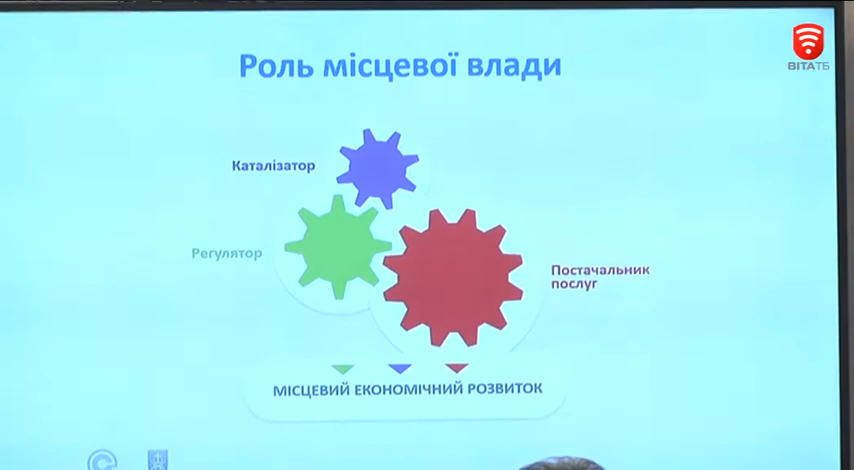 Роль місцевої влади
ВІТАТБ
Каталізатор
Регулятор
Постачальник
послуг
МІСЦЕВИЙ ЕКОНОМІЧНИЙ РОЗВИТОК